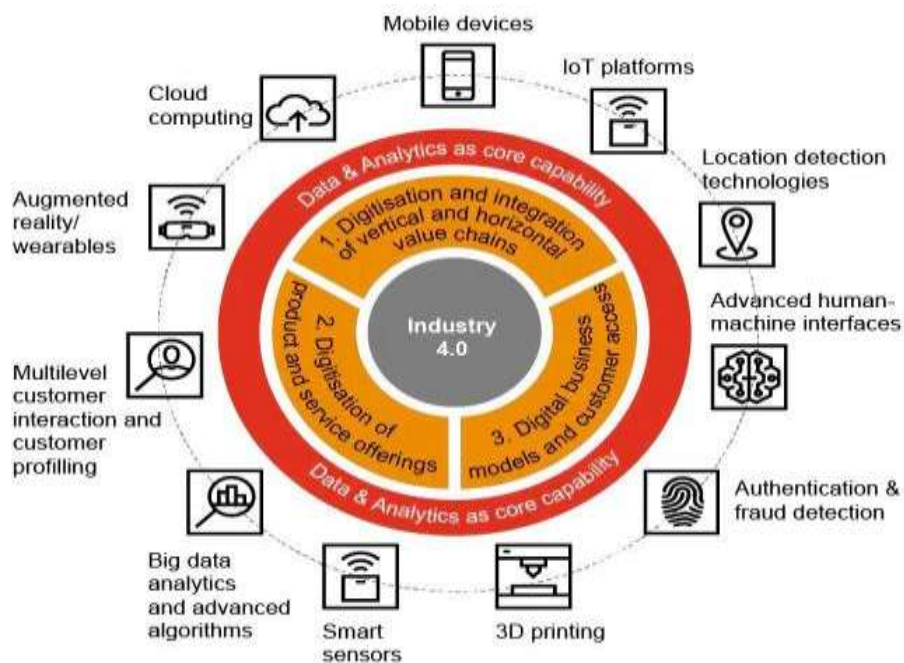 Mobile devices
IoT platforms
Location detection
technologies
Advanced human-
machine interfaces
Authentication &
fraud detection
3D printing
Smart
sensors
Big data
analytics
and advanced
algorithms
Multilevel
customer
interaction and
customer
profilling
Augmented
reality/
wearables
Cloud
computing
Data & Analytics as core capability
1. Digitisation and integration
of vertical and horizontal
value chains
2. Digitisation of
product and service offerings
3. Digital business
models and customer access
Industry
4.0
Data & Analytics as core capability